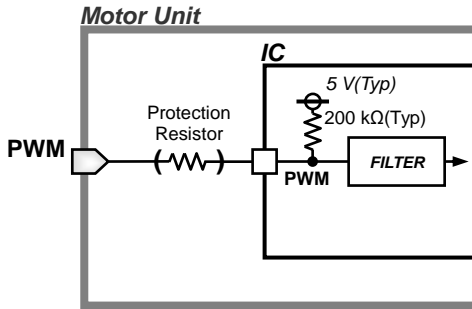 Motor Unit
IC
5 V(Typ)
200 kΩ(Typ)
Protection
Resistor
PWM
PWM
FILTER